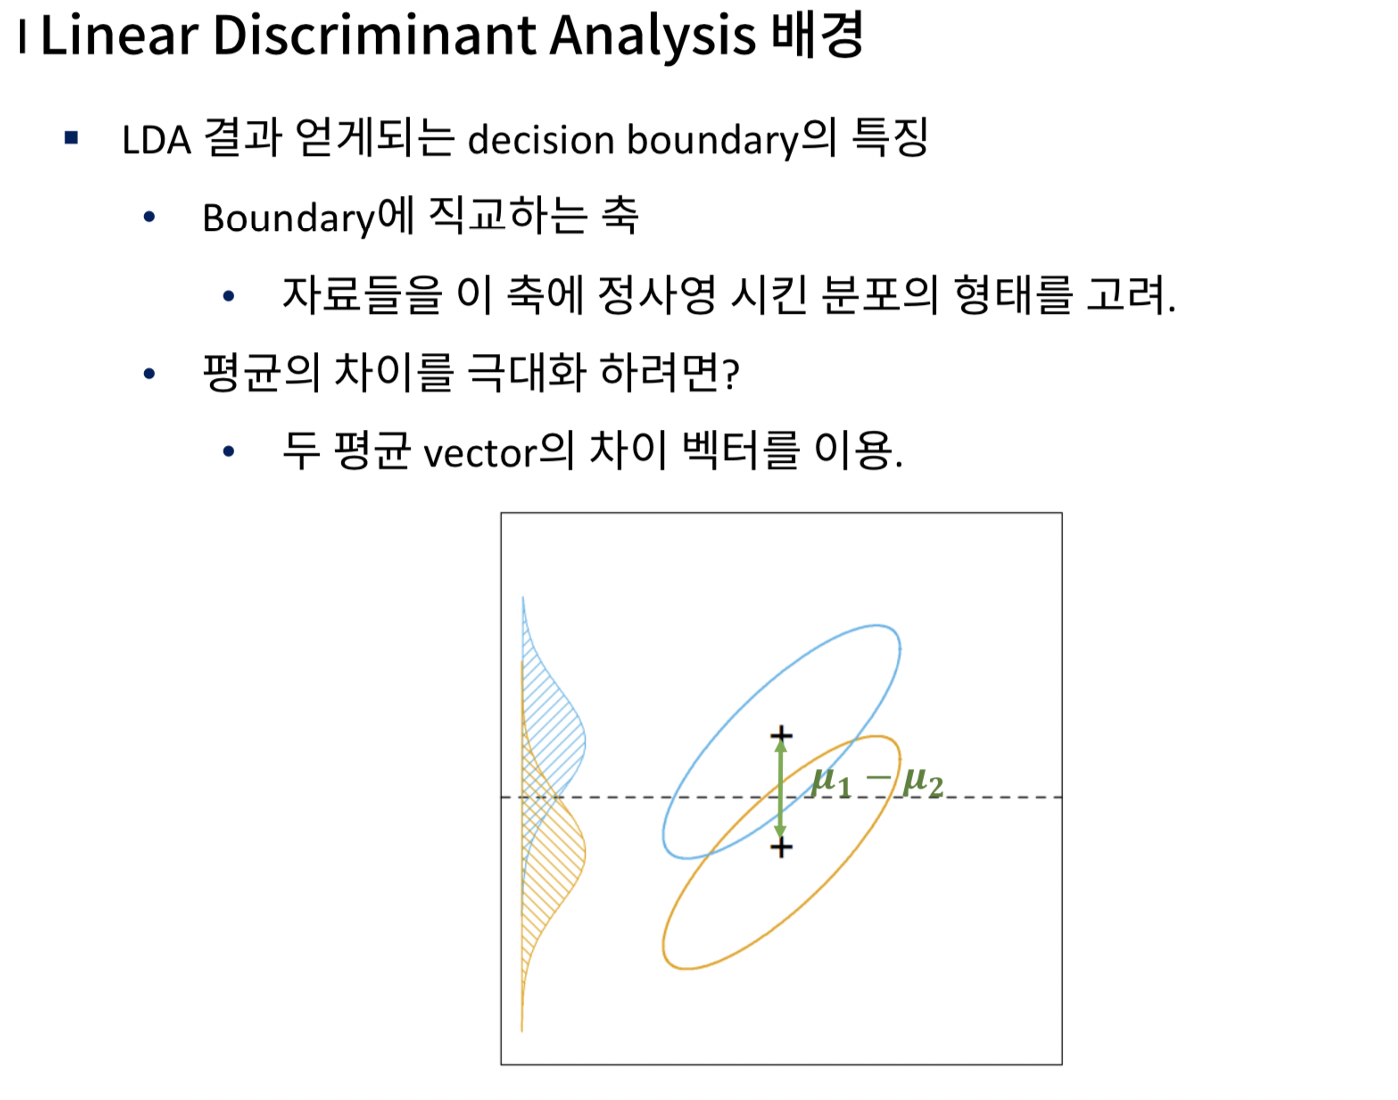 Linear Discriminant Analysis 배경
▪ LDA 결과 얻게되는 decision boundary의 특징
• Boundary에 직교하는 축
• 자료들을 이 축에 정사영 시킨 분포의 형태를 고려.
• 평균의 차이를 극대화 하려면?
• 두 평균 vector의 차이 벡터를 이용.
μ₁ − μ₂